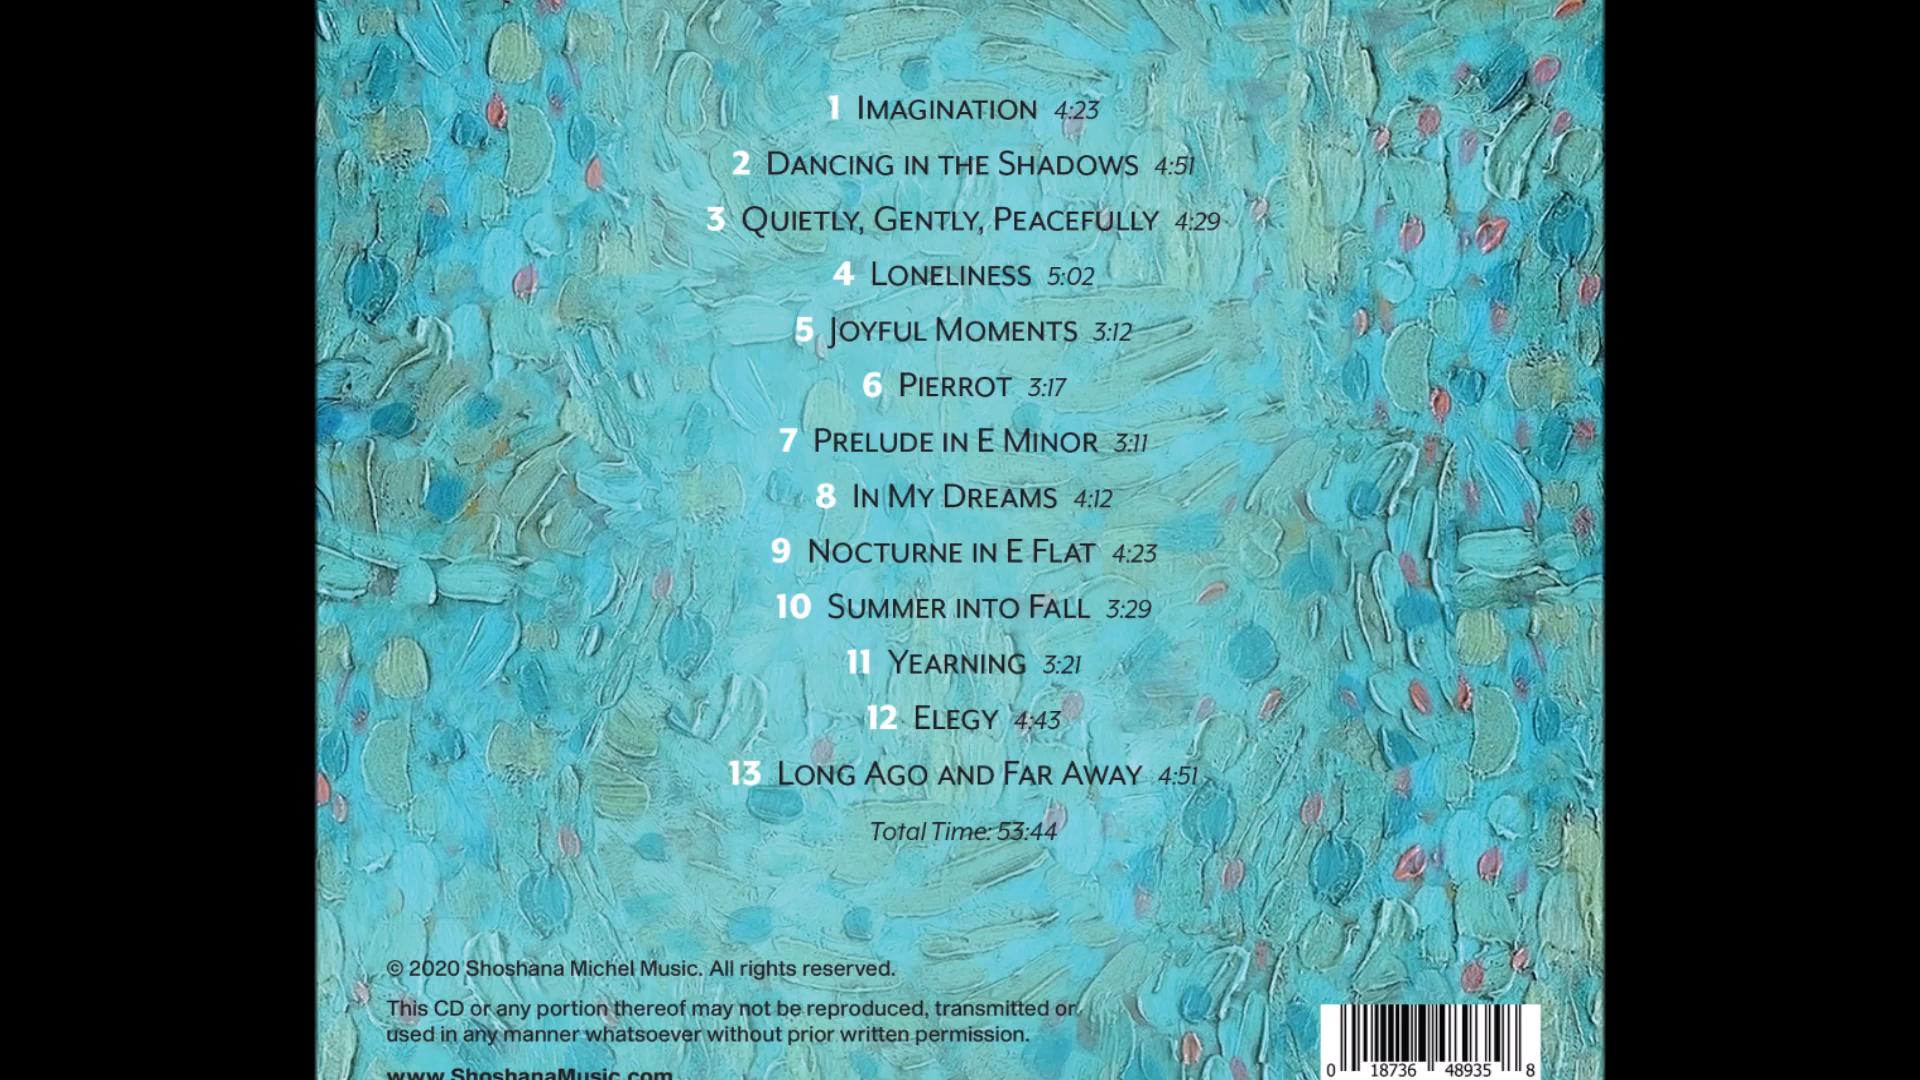 1 Imagination 4:23
2 Dancing in the Shadows 4:51
3 Quietly, Gently, Peacefully 4:29
4 Loneliness 5:02
5 Joyful Moments 3:12
6 Pierrot 3:17
7 Prelude in E Minor 3:11
8 In My Dreams 4:12
9 Nocturne in E Flat 4:23
10 Summer into Fall 3:29
11 Yearning 3:21
12 Elegy 4:43
13 Long Ago and Far Away 4:51
Total Time: 53:44
© 2020 Shoshana Michel Music. All rights reserved.
This CD or any portion thereof may not be reproduced, transmitted or
used in any manner whatsoever without prior written permission.
www.ShoshanaMusic.com
0 18736 48935 8